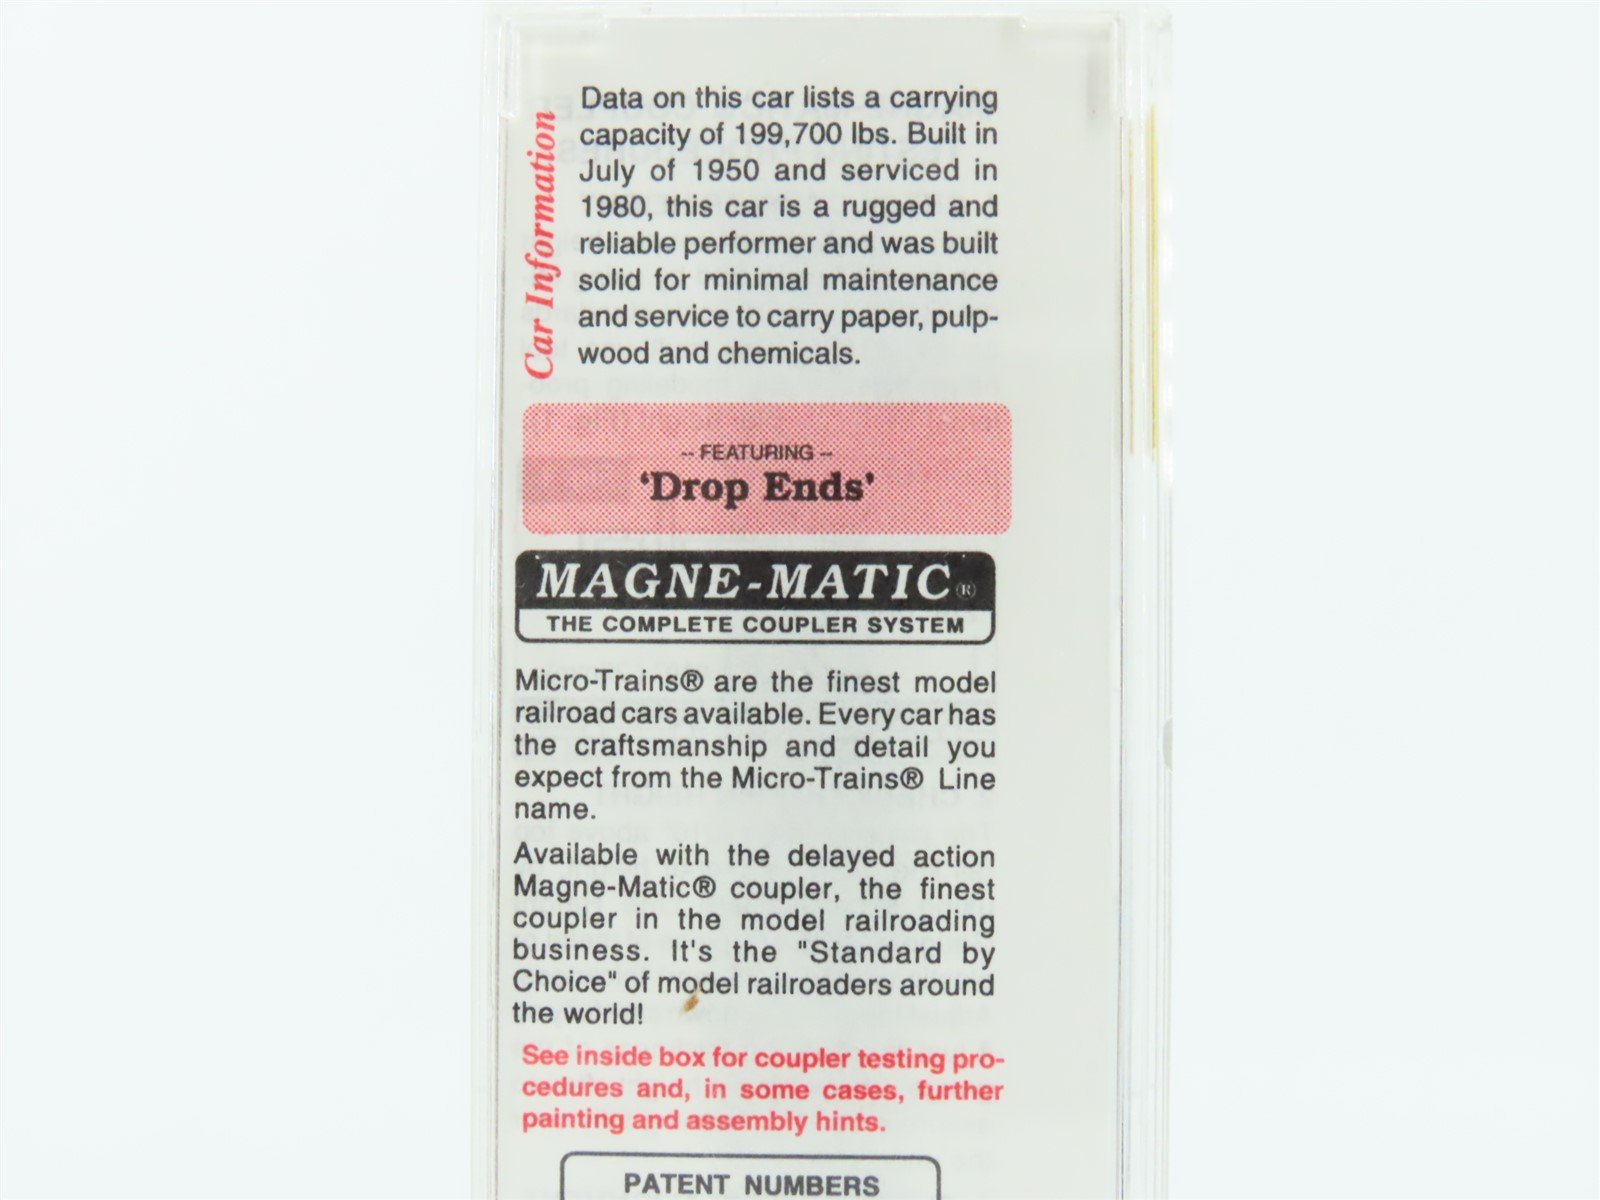 Car Information
Data on this car lists a carrying
capacity of 199,700 lbs. Built in
July of 1950 and serviced in
1980, this car is a rugged and
reliable performer and was built
solid for minimal maintenance
and service to carry paper, pulp-
wood and chemicals.
-- FEATURING --
'Drop Ends'
MAGNE-MATIC®
THE COMPLETE COUPLER SYSTEM
Micro-Trains® are the finest model
railroad cars available. Every car has
the craftsmanship and detail you
expect from the Micro-Trains® Line
name.
Available with the delayed action
Magne-Matic® coupler, the finest
coupler in the model railroading
business. It's the "Standard by
Choice" of model railroaders around
the world!
See inside box for coupler testing pro-
cedures and, in some cases, further
painting and assembly hints.
PATENT NUMBERS